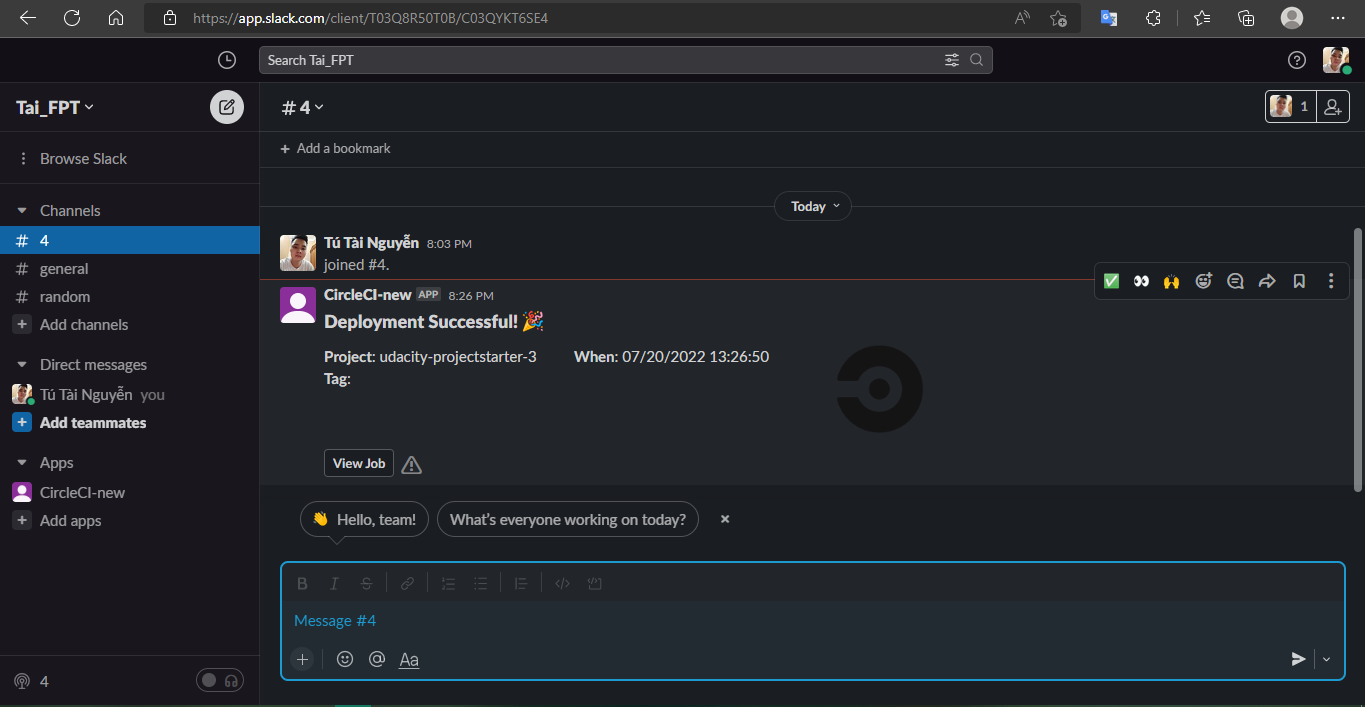 https://app.slack.com/client/T03Q8R50T0B/C03QYKT6SE4
Search Tai_FPT
Tai_FPT
# 4
1
Browse Slack
+ Add a bookmark
Channels
# 4
# general
# random
+ Add channels
Direct messages
Tú Tài Nguyễn you
+ Add teammates
Apps
CircleCI-new
+ Add apps
4
Today
Tú Tài Nguyễn 8:03 PM
joined #4.
CircleCI-new APP 8:26 PM
Deployment Successful! 🎉
Project: udacity-projectstarter-3 When: 07/20/2022 13:26:50
Tag:
View Job
👋 Hello, team! What's everyone working on today?
B I S
Message #4
+ @ Aa